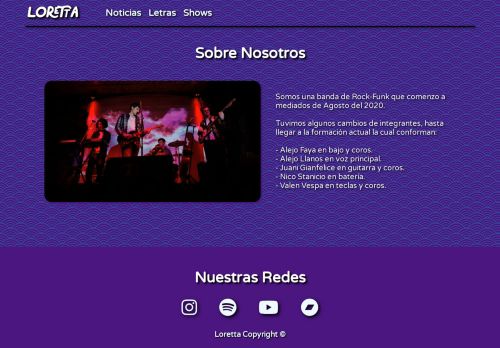 LORETTA
Noticias Letras Shows
Sobre Nosotros
Somos una banda de Rock-Funk que comenzo a
mediados de Agosto del 2020.
Tuvimos algunos cambios de integrantes, hasta
llegar a la formación actual la cual conforman:
- Alejo Faya en bajo y coros.
- Alejo Llanos en voz principal.
- Juani Gianfelice en guitarra y coros.
- Nico Stanicio en batería.
- Valen Vespa en teclas y coros.
Nuestras Redes
Loretta Copyright ©